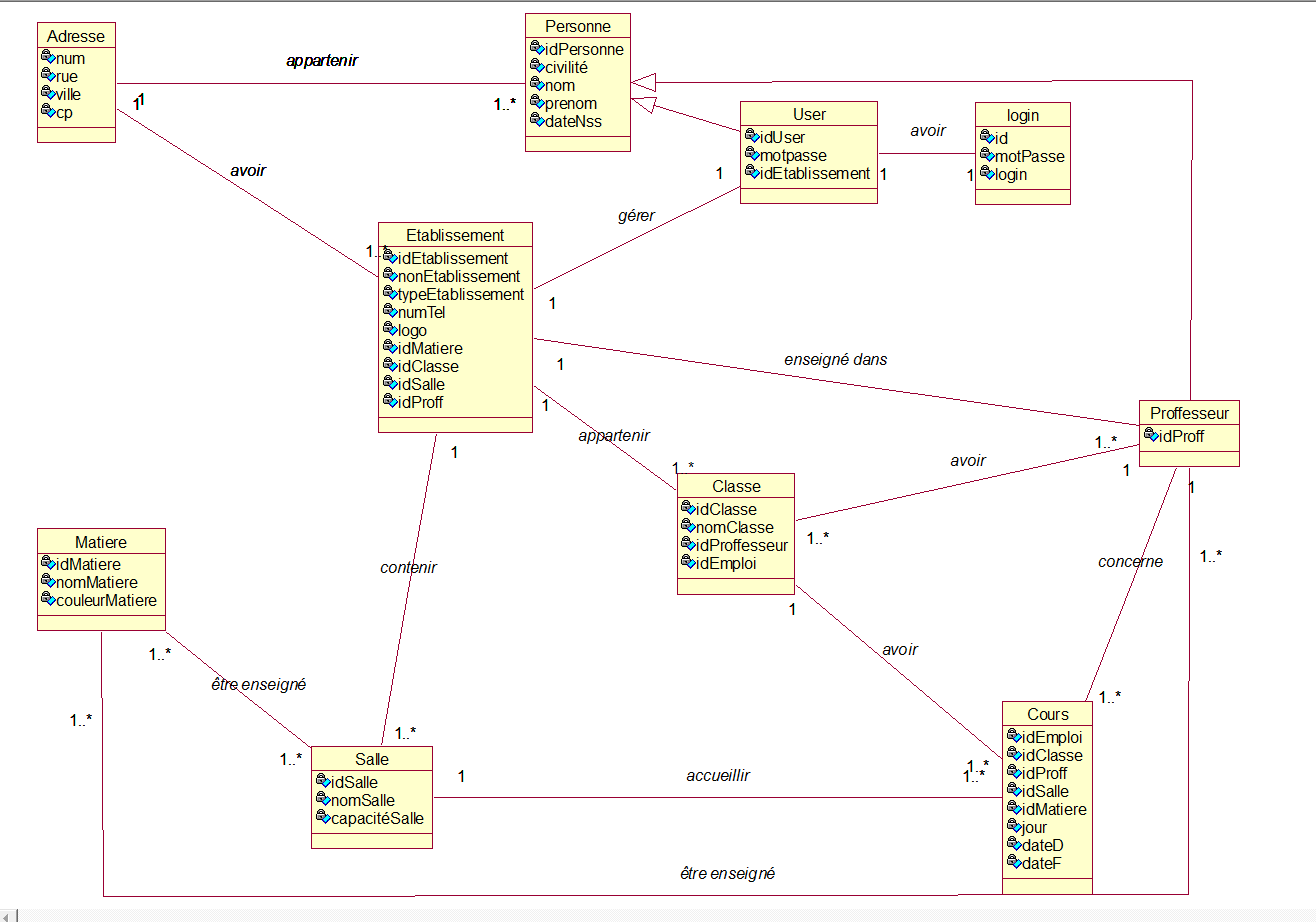 Adresse
num
rue
ville
cp
appartenir
1
1
1..*
Personne
idPersonne
civilité
nom
prenom
dateNss
User
idUser
motpasse
idEtablissement
avoir
1
1
login
id
motPasse
login
avoir
1
gérer
1..*
1
Etablissement
idEtablissement
nonEtablissement
typeEtablissement
numTel
logo
idMatiere
idClasse
idSalle
idProff
1
enseigné dans
1..*
1
appartenir
1..*
Proffesseur
idProff
avoir
1..*
1
1
Classe
idClasse
nomClasse
idProffesseur
idEmploi
1
contenir
1..*
concerne
1..*
1..*
Matiere
idMatiere
nomMatiere
couleurMatiere
1
avoir
1..*
1..*
être enseigné
1..*
1..*
Salle
idSalle
nomSalle
capacitéSalle
1
accueillir
1..*
Cours
idEmploi
idClasse
idProff
idSalle
idMatiere
jour
dateD
dateF
être enseigné